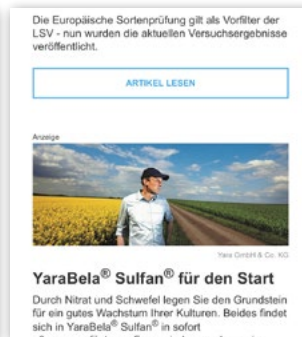 Die Europäische Sortenprüfung gilt als Vorfilter der
LSV - nun wurden die aktuellen Versuchsergebnisse
veröffentlicht.
ARTIKEL LESEN
Anzeige
Yara GmbH & Co. KG
YaraBela® Sulfan® für den Start
Durch Nitrat und Schwefel legen Sie den Grundstein
für ein gutes Wachstum Ihrer Kulturen. Beides findet
sich in YaraBela® Sulfan® in sofort